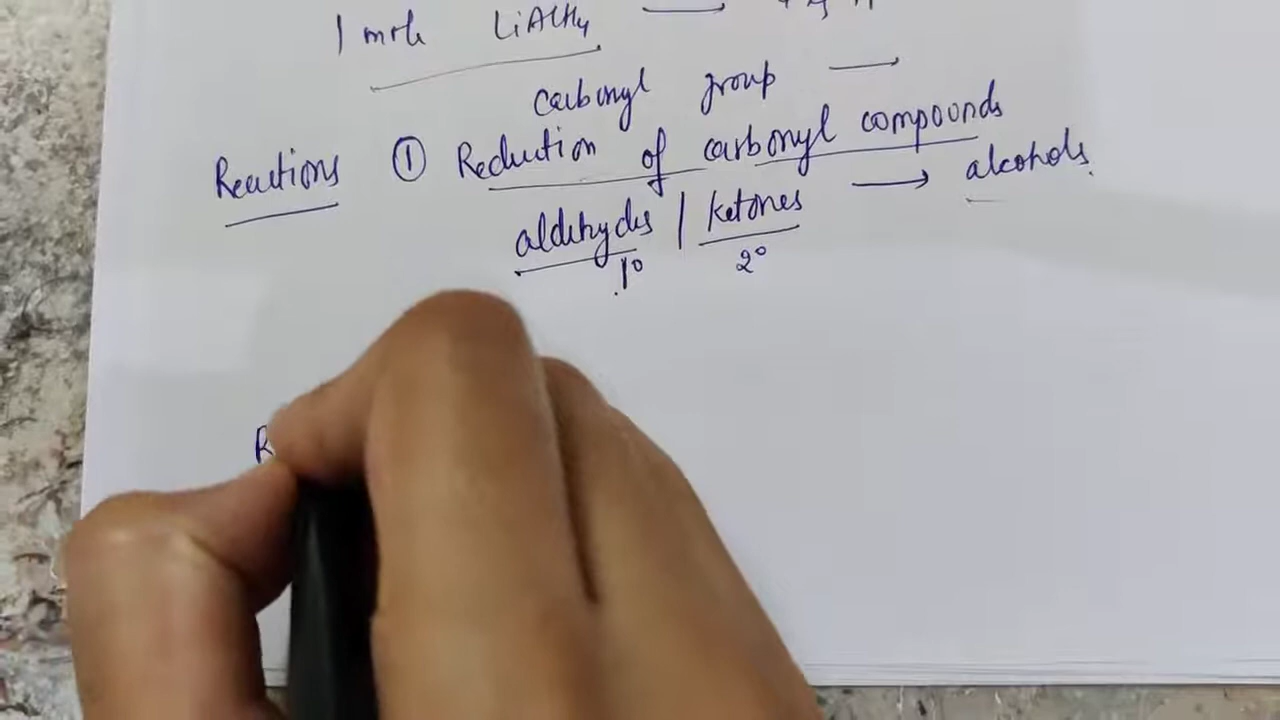 1 mole LiAlH4 ⟶
Carbonyl group ⟶
Reactions ① Reduction of carbonyl compounds
aldehydes / ketones ⟶ alcohols.
1° 2°
R